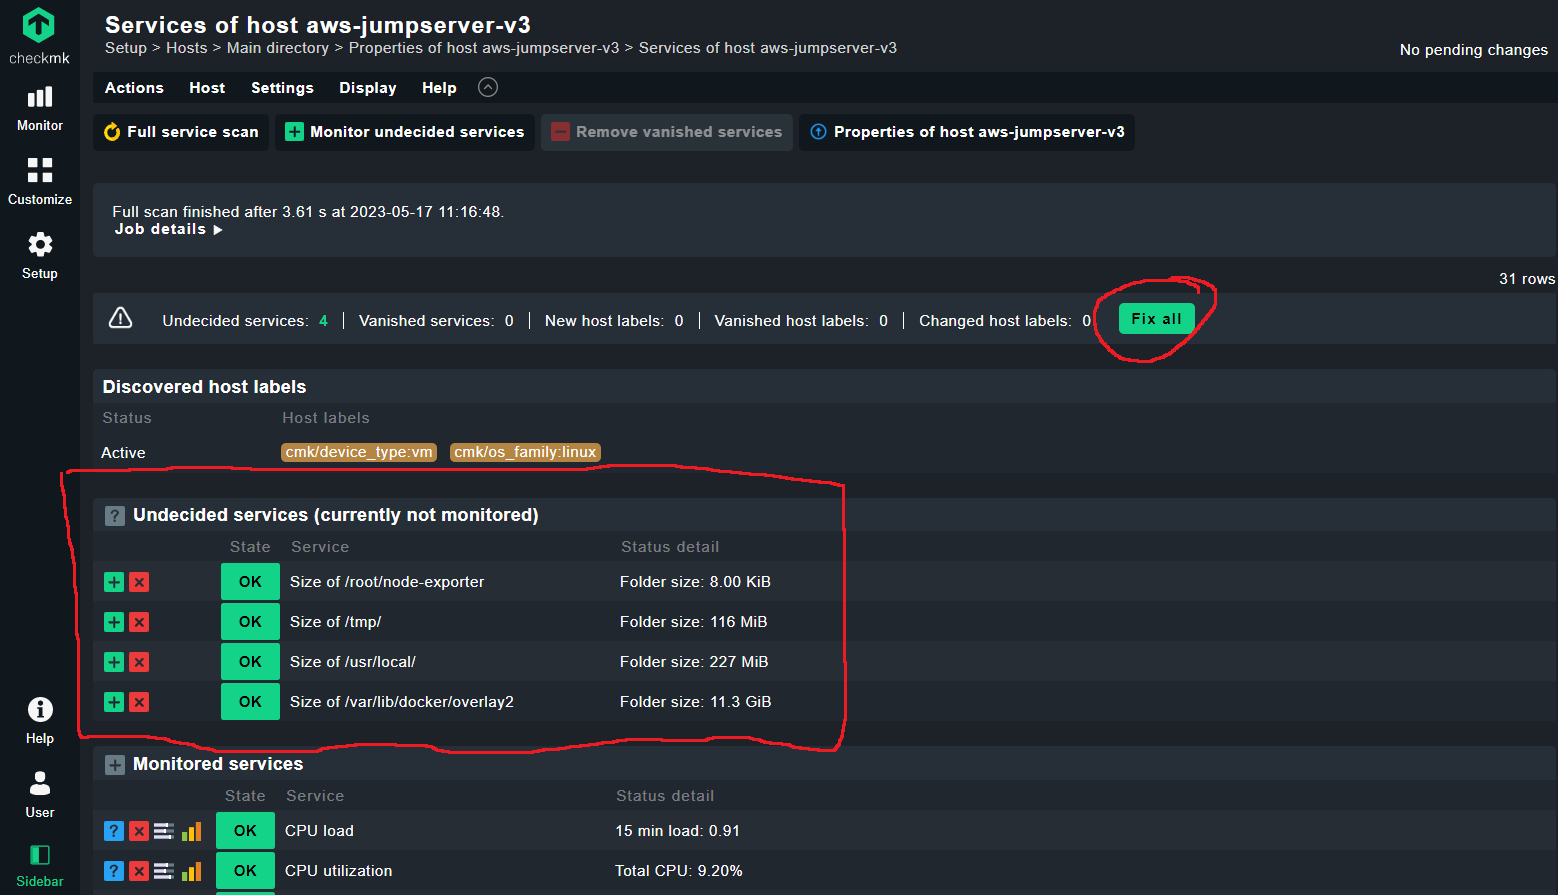 checkmk
Monitor
Customize
Setup
Help
User
Sidebar
Services of host aws-jumpserver-v3
Setup > Hosts > Main directory > Properties of host aws-jumpserver-v3 > Services of host aws-jumpserver-v3
No pending changes
Actions Host Settings Display Help
Full service scan Monitor undecided services Remove vanished services Properties of host aws-jumpserver-v3
Full scan finished after 3.61 s at 2023-05-17 11:16:48.
Job details
31 rows
Undecided services: 4 | Vanished services: 0 | New host labels: 0 | Vanished host labels: 0 | Changed host labels: 0 Fix all
Discovered host labels
Status Host labels
Active cmk/device_type:vm cmk/os_family:linux
? Undecided services (currently not monitored)
State Service Status detail
OK Size of /root/node-exporter Folder size: 8.00 KiB
OK Size of /tmp/ Folder size: 116 MiB
OK Size of /usr/local/ Folder size: 227 MiB
OK Size of /var/lib/docker/overlay2 Folder size: 11.3 GiB
Monitored services
State Service Status detail
? OK CPU load 15 min load: 0.91
? OK CPU utilization Total CPU: 9.20%